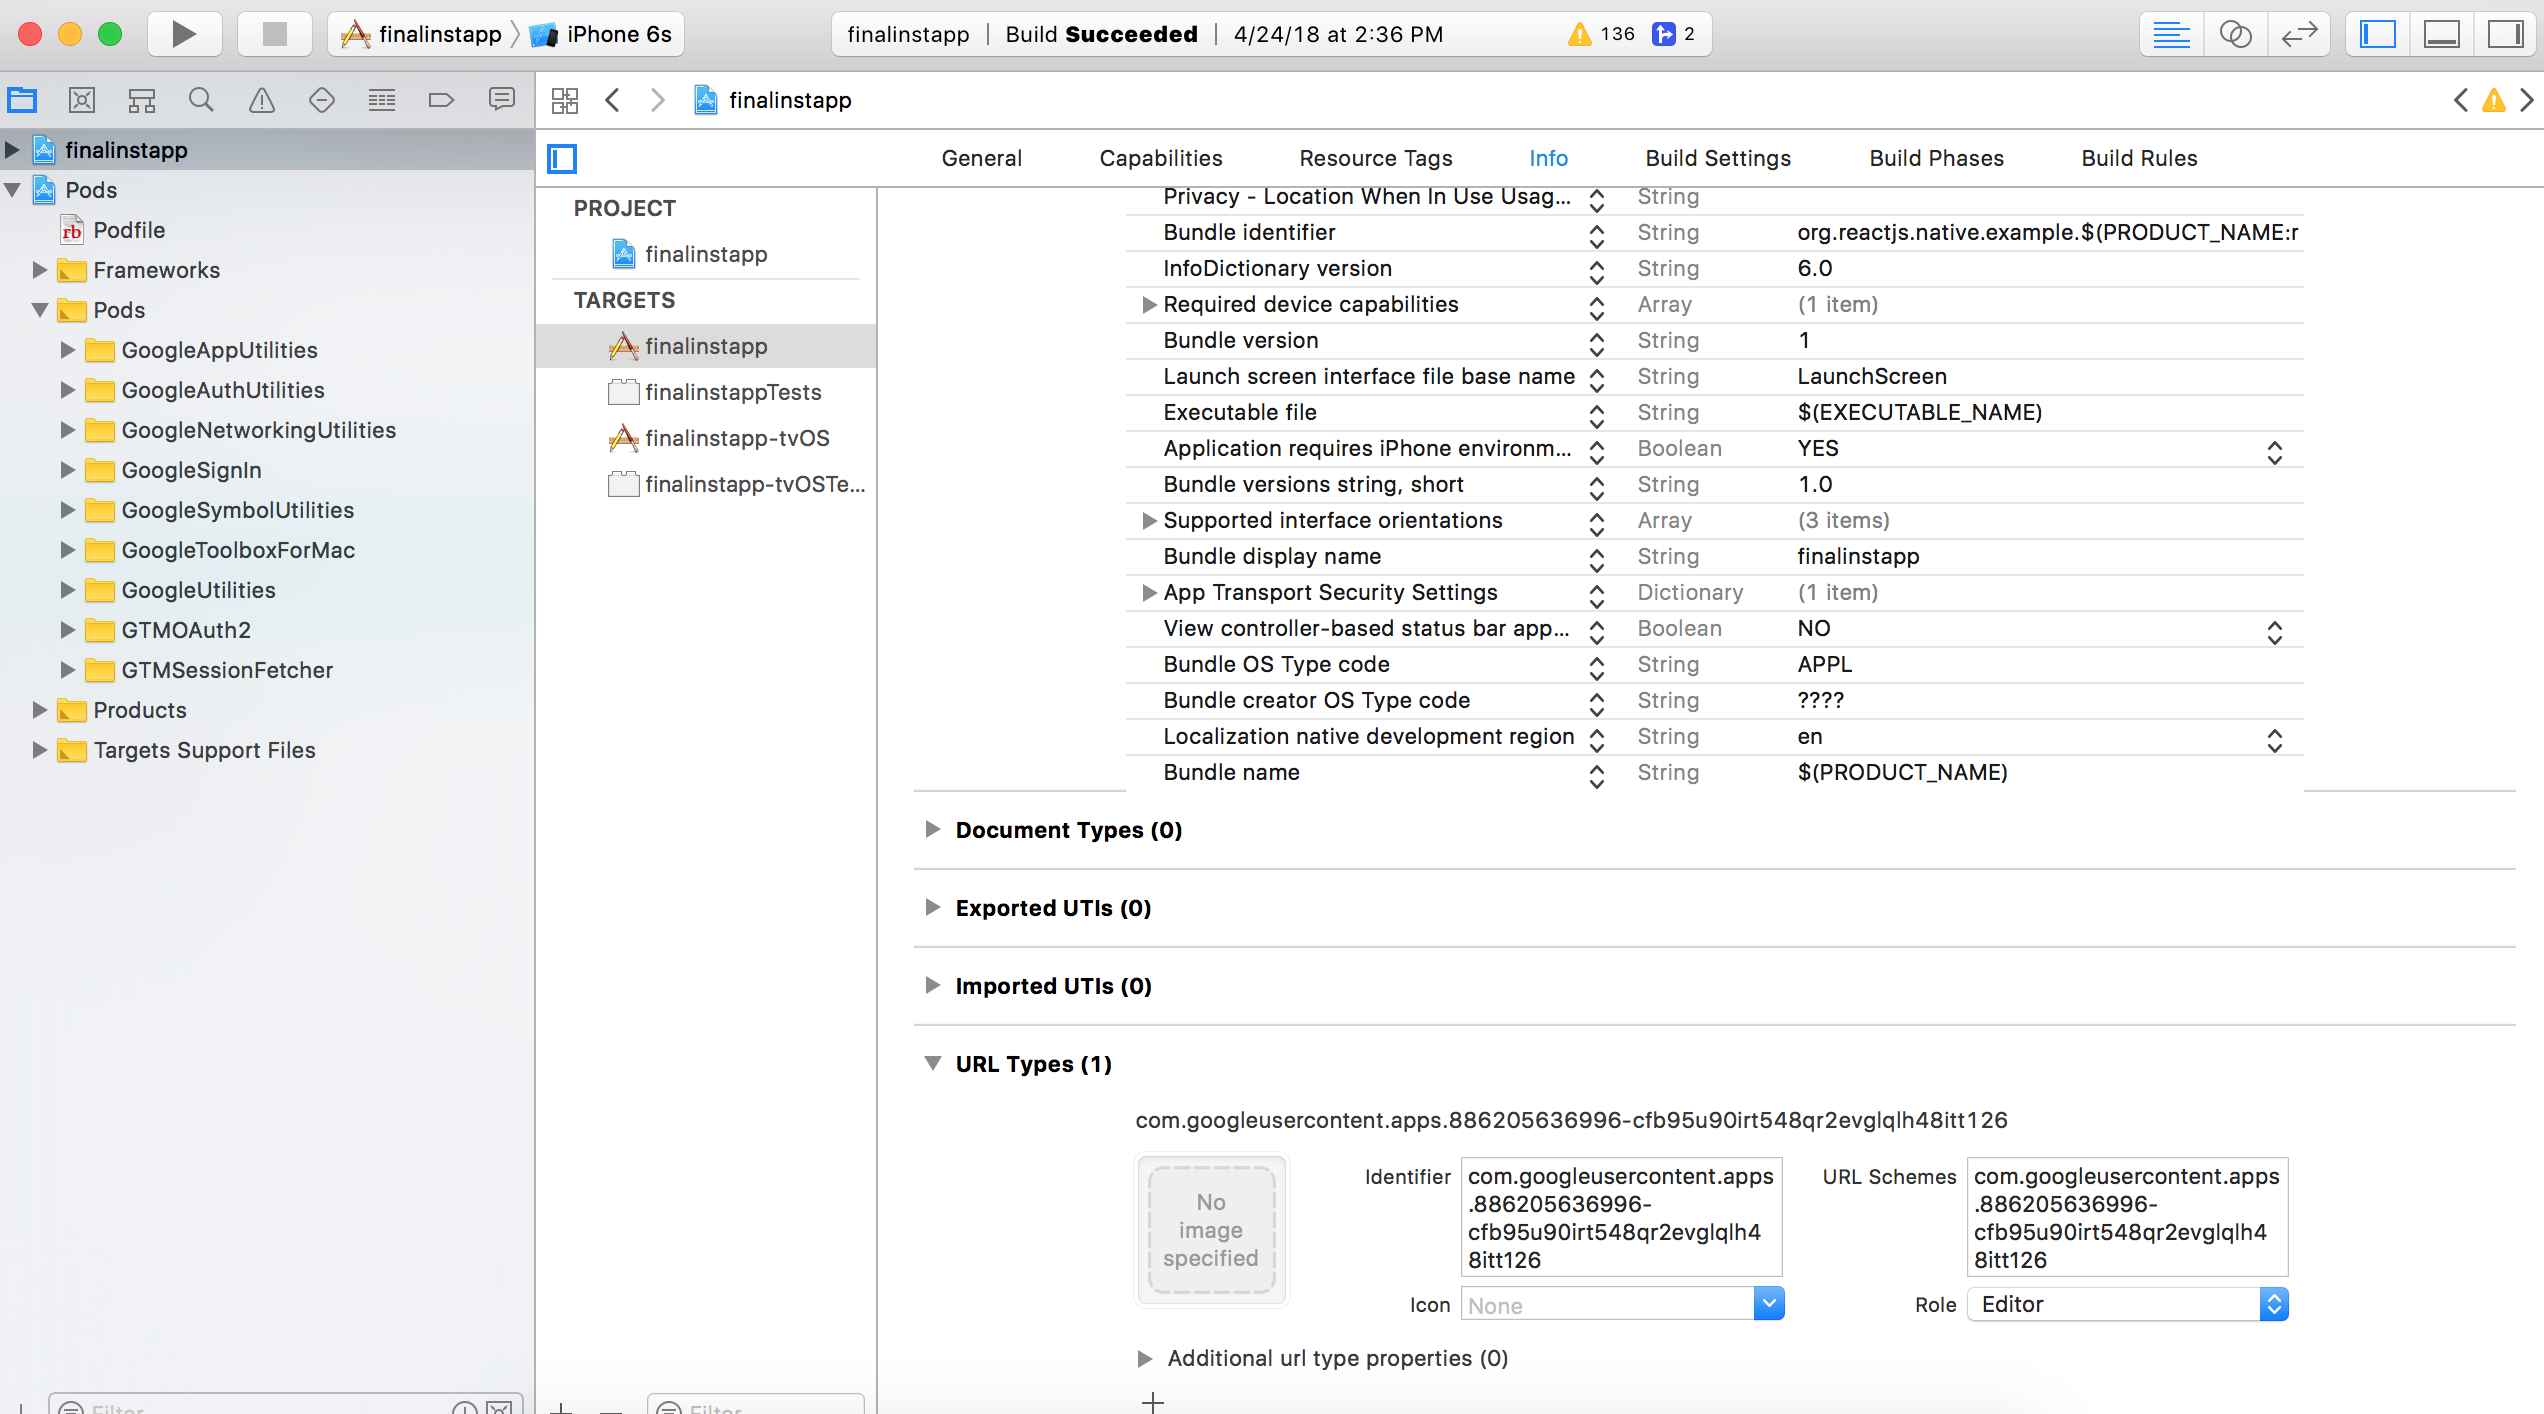 finalinstapp
iPhone 6s
finalinstapp | Build Succeeded | 4/24/18 at 2:36 PM
136
2
finalinstapp
finalinstapp
Pods
rb Podfile
Frameworks
Pods
GoogleAppUtilities
GoogleAuthUtilities
GoogleNetworkingUtilities
GoogleSignIn
GoogleSymbolUtilities
GoogleToolboxForMac
GoogleUtilities
GTMOAuth2
GTMSessionFetcher
Products
Targets Support Files
Filter
General Capabilities Resource Tags Info Build Settings Build Phases Build Rules
PROJECT
finalinstapp
TARGETS
finalinstapp
finalinstappTests
finalinstapp-tvOS
finalinstapp-tvOSTe...
Filter
Privacy - Location When In Use Usag... String
Bundle identifier String org.reactjs.native.example.$(PRODUCT_NAME:r
InfoDictionary version String 6.0
Required device capabilities Array (1 item)
Bundle version String 1
Launch screen interface file base name String LaunchScreen
Executable file String $(EXECUTABLE_NAME)
Application requires iPhone environm... Boolean YES
Bundle versions string, short String 1.0
Supported interface orientations Array (3 items)
Bundle display name String finalinstapp
App Transport Security Settings Dictionary (1 item)
View controller-based status bar app... Boolean NO
Bundle OS Type code String APPL
Bundle creator OS Type code String ????
Localization native development region String en
Bundle name String $(PRODUCT_NAME)
Document Types (0)
Exported UTIs (0)
Imported UTIs (0)
URL Types (1)
com.googleusercontent.apps.886205636996-cfb95u90irt548qr2evglqlh48itt126
No
image
specified
Identifier
com.googleusercontent.apps
.886205636996-
cfb95u90irt548qr2evglqlh4
8itt126
URL Schemes
com.googleusercontent.apps
.886205636996-
cfb95u90irt548qr2evglqlh4
8itt126
Icon None
Role Editor
Additional url type properties (0)